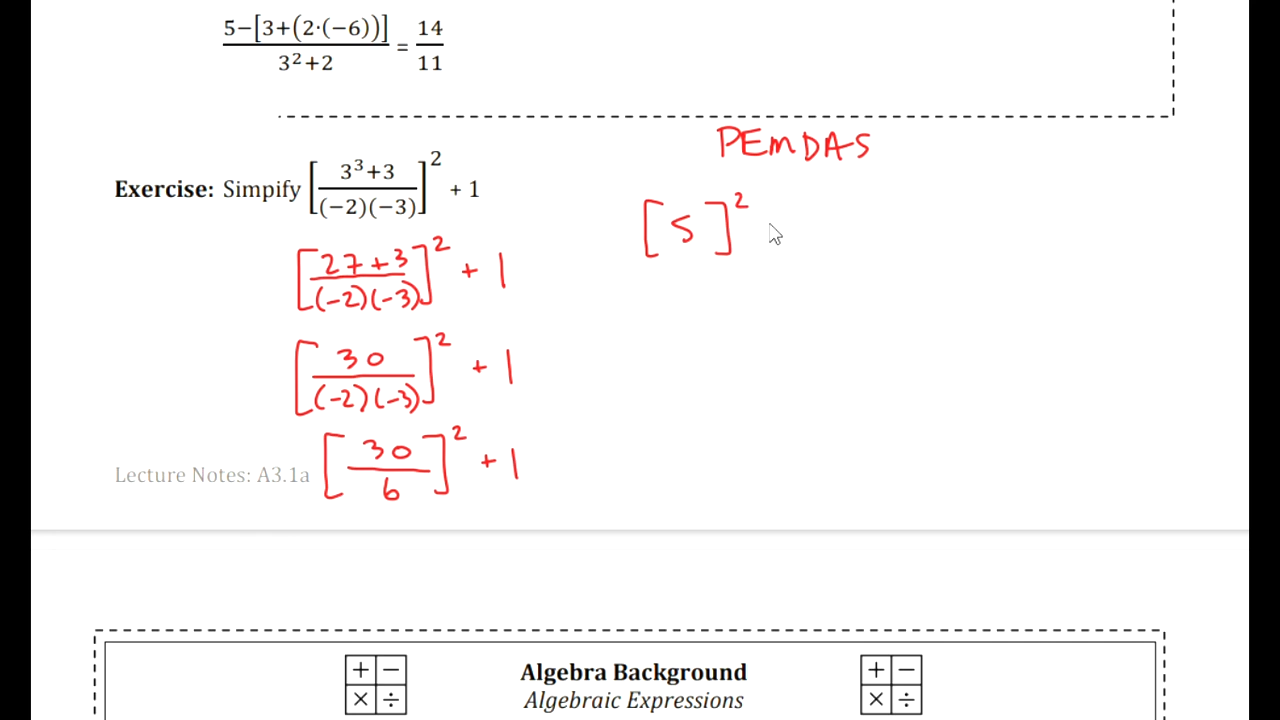 5−[3+(2·(−6))] / 3²+2 = 14/11
PEMDAS
Exercise: Simpify [3³+3 / (−2)(−3)]² + 1
[5]²
[27+3 / (-2)(-3)]² + 1
[30 / (-2)(-3)]² + 1
[30 / 6]² + 1
Lecture Notes: A3.1a
+ − Algebra Background + −
× ÷ Algebraic Expressions × ÷